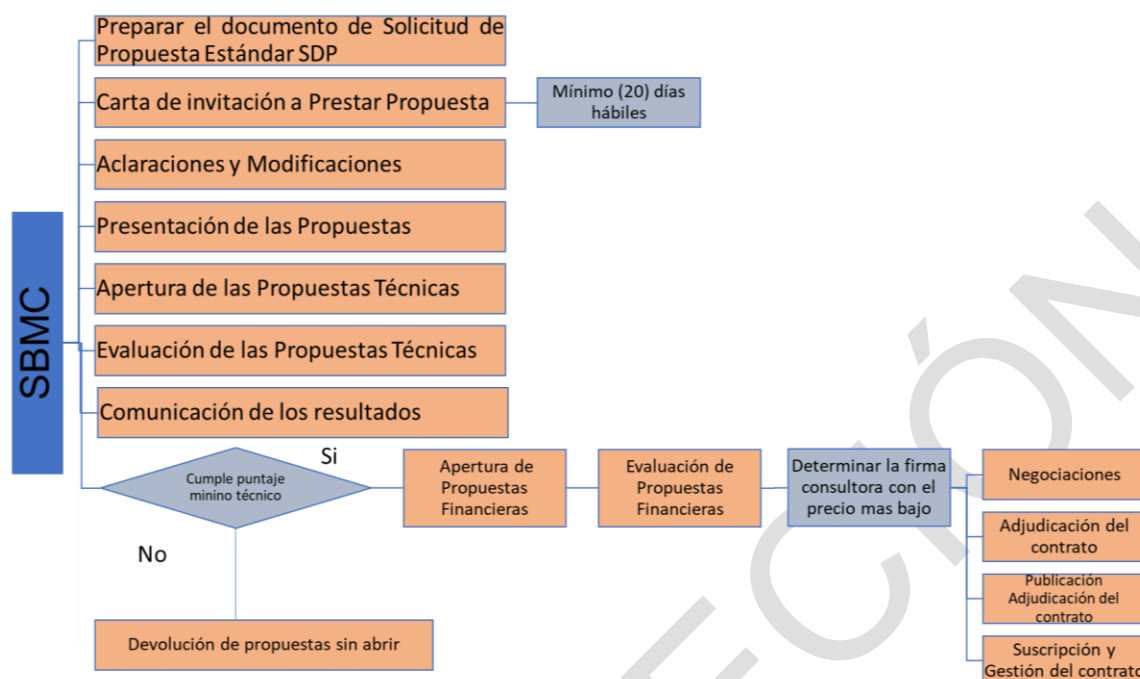 Preparar el documento de Solicitud de
Propuesta Estándar SDP
Carta de invitación a Prestar Propuesta
Mínimo (20) días
hábiles
Aclaraciones y Modificaciones
Presentación de las Propuestas
Apertura de las Propuestas Técnicas
SBMC
Evaluación de las Propuestas Técnicas
Comunicación de los resultados
Cumple puntaje
minino técnico
Si
Apertura de
Propuestas
Financieras
Evaluación de
Propuestas
Financieras
Determinar la firma
consultora con el
precio mas bajo
Negociaciones
Adjudicación del
contrato
Publicación
Adjudicación del
contrato
Suscripción y
Gestión del contrato
No
Devolución de propuestas sin abrir
ECCIÓN